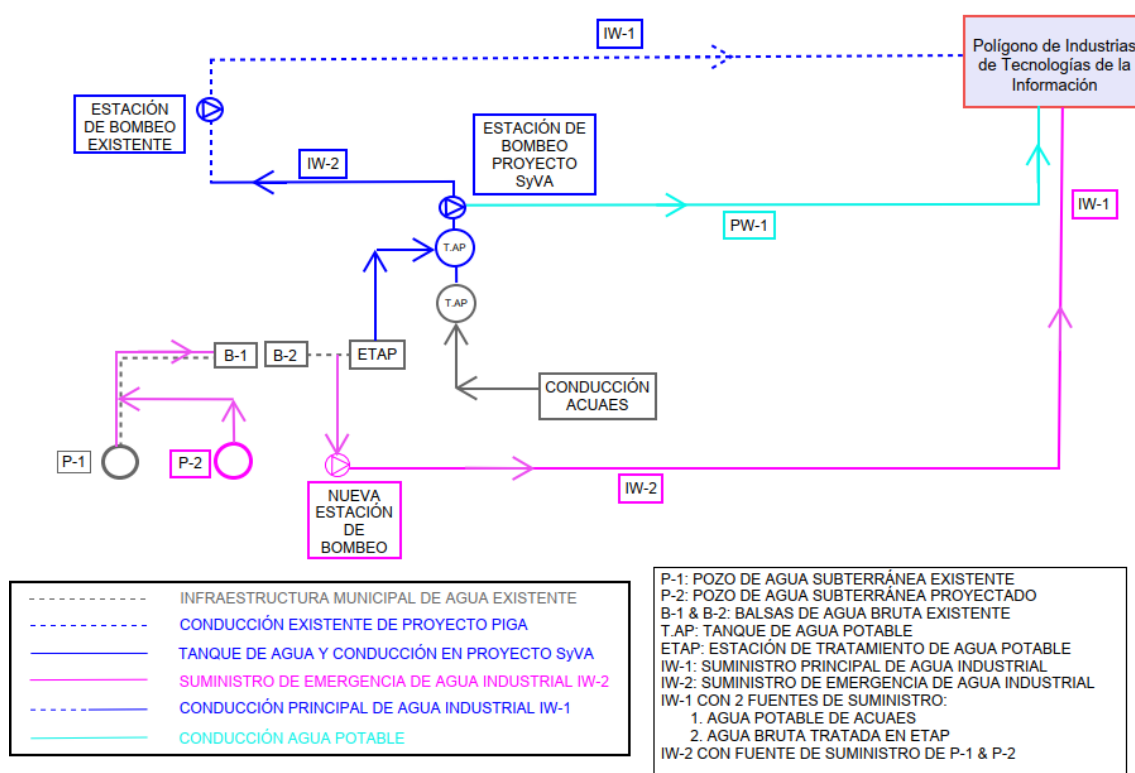 IW-1
Polígono de Industrias
de Tecnologías de la
Información
ESTACIÓN
DE BOMBEO
EXISTENTE
ESTACIÓN DE
BOMBEO
PROYECTO
SyVA
IW-2
IW-1
PW-1
T.AP
T.AP
B-1
B-2
ETAP
CONDUCCIÓN
ACUAES
P-1
P-2
IW-2
NUEVA
ESTACIÓN
DE
BOMBEO
INFRAESTRUCTURA MUNICIPAL DE AGUA EXISTENTE
CONDUCCIÓN EXISTENTE DE PROYECTO PIGA
TANQUE DE AGUA Y CONDUCCIÓN EN PROYECTO SyVA
SUMINISTRO DE EMERGENCIA DE AGUA INDUSTRIAL IW-2
CONDUCCIÓN PRINCIPAL DE AGUA INDUSTRIAL IW-1
CONDUCCIÓN AGUA POTABLE
P-1: POZO DE AGUA SUBTERRÁNEA EXISTENTE
P-2: POZO DE AGUA SUBTERRÁNEA PROYECTADO
B-1 & B-2: BALSAS DE AGUA BRUTA EXISTENTE
T.AP: TANQUE DE AGUA POTABLE
ETAP: ESTACIÓN DE TRATAMIENTO DE AGUA POTABLE
IW-1: SUMINISTRO PRINCIPAL DE AGUA INDUSTRIAL
IW-2: SUMINISTRO DE EMERGENCIA DE AGUA INDUSTRIAL
IW-1 CON 2 FUENTES DE SUMINISTRO:
1. AGUA POTABLE DE ACUAES
2. AGUA BRUTA TRATADA EN ETAP
IW-2 CON FUENTE DE SUMINISTRO DE P-1 & P-2